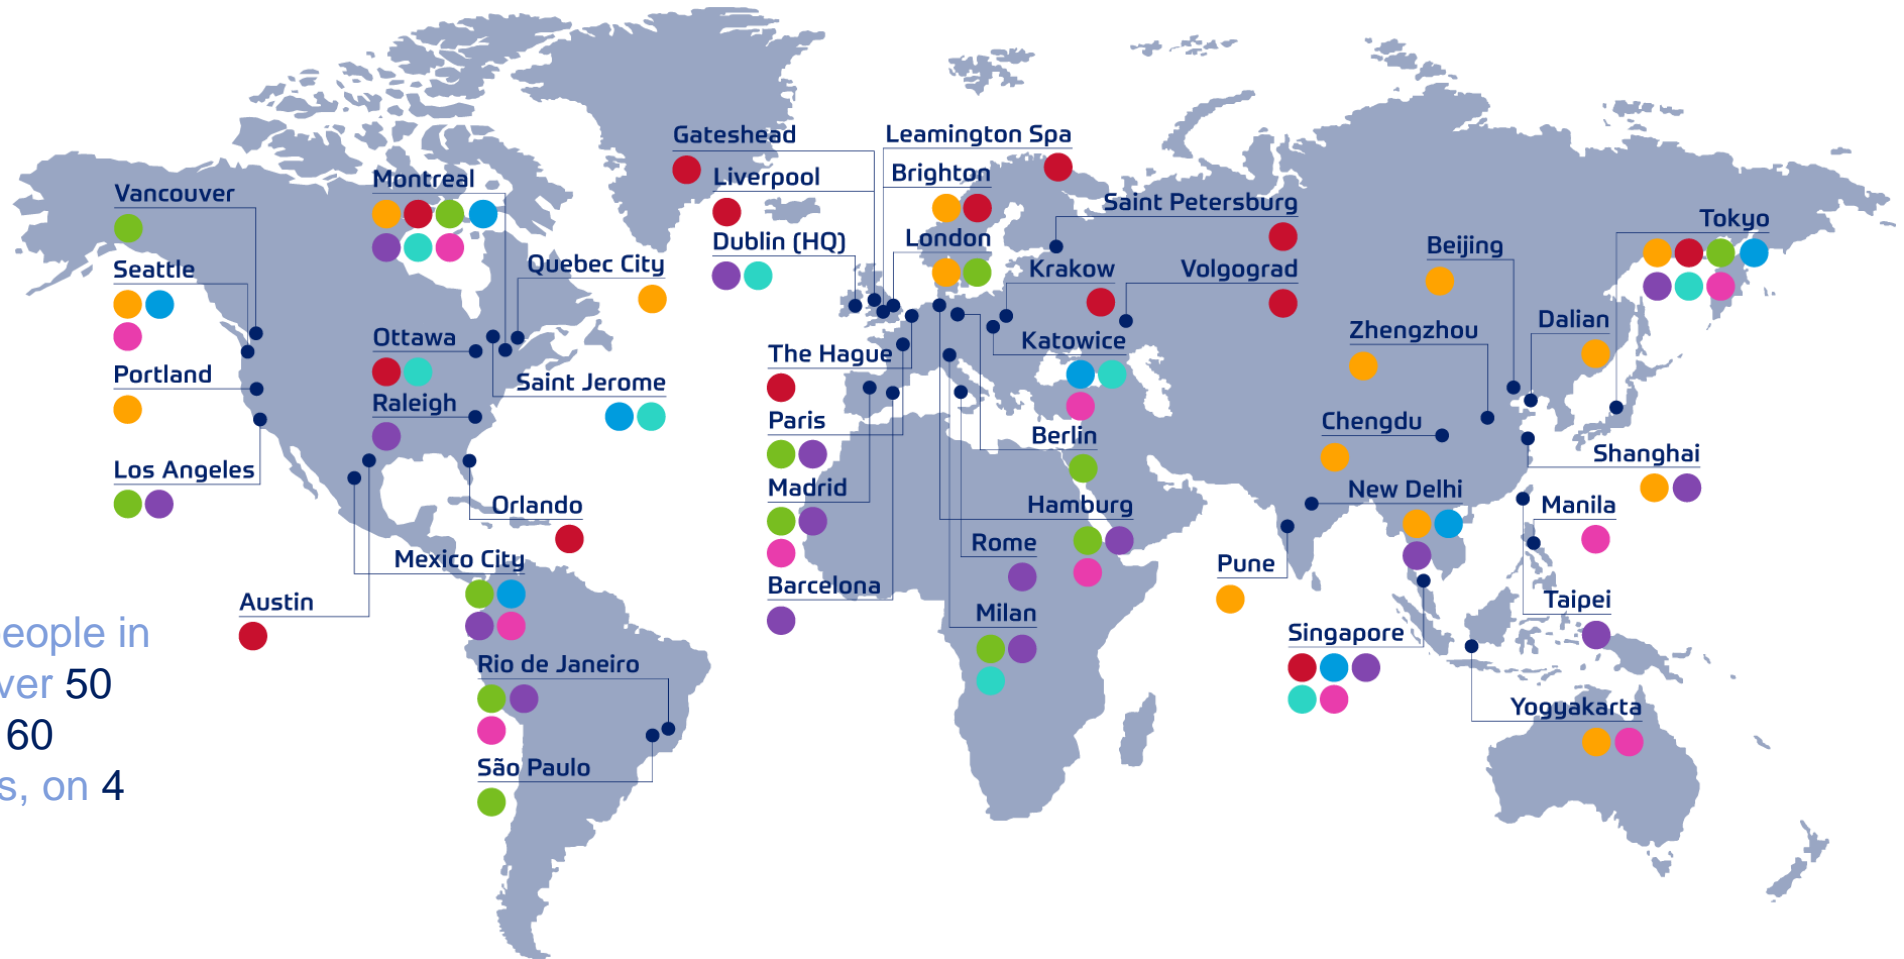 Gateshead
Leamington Spa
Liverpool
Brighton
Montreal
Vancouver
Saint Petersburg
Tokyo
Dublin (HQ)
London
Beijing
Quebec City
Krakow
Volgograd
Seattle
Dalian
Zhengzhou
Ottawa
Katowice
The Hague
Portland
Saint Jerome
Raleigh
Paris
Chengdu
Berlin
Shanghai
Los Angeles
Madrid
New Delhi
Orlando
Hamburg
Manila
Rome
Mexico City
Pune
Barcelona
Austin
Milan
Taipei
people in
Singapore
Rio de Janeiro
ver 50
Yogyakarta
60
São Paulo
s, on 4